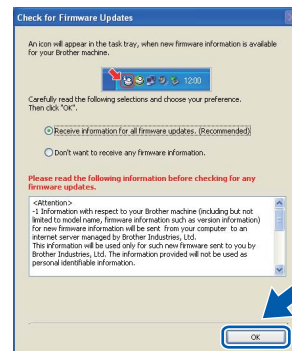 Check for Firmware Updates
An icon will appear in the task tray, when new firmware information is available
for your Brother machine.
12:00
Carefully read the following selections and choose your preference.
Then click "OK".
Receive information for all firmware updates. (Recommended)
Don't want to receive any firmware information.
Please read the following information before checking for any
firmware updates.
<Attention>
-1 Information with respect to your Brother machine (including but not
limited to model name, firmware information such as version information)
for new firmware information will be sent from your computer to an
internet server managed by Brother Industries, Ltd.
This information will be used only for such new firmware sent to you by
Brother Industries, Ltd. The information provided will not be used as
personal identifiable information.
OK